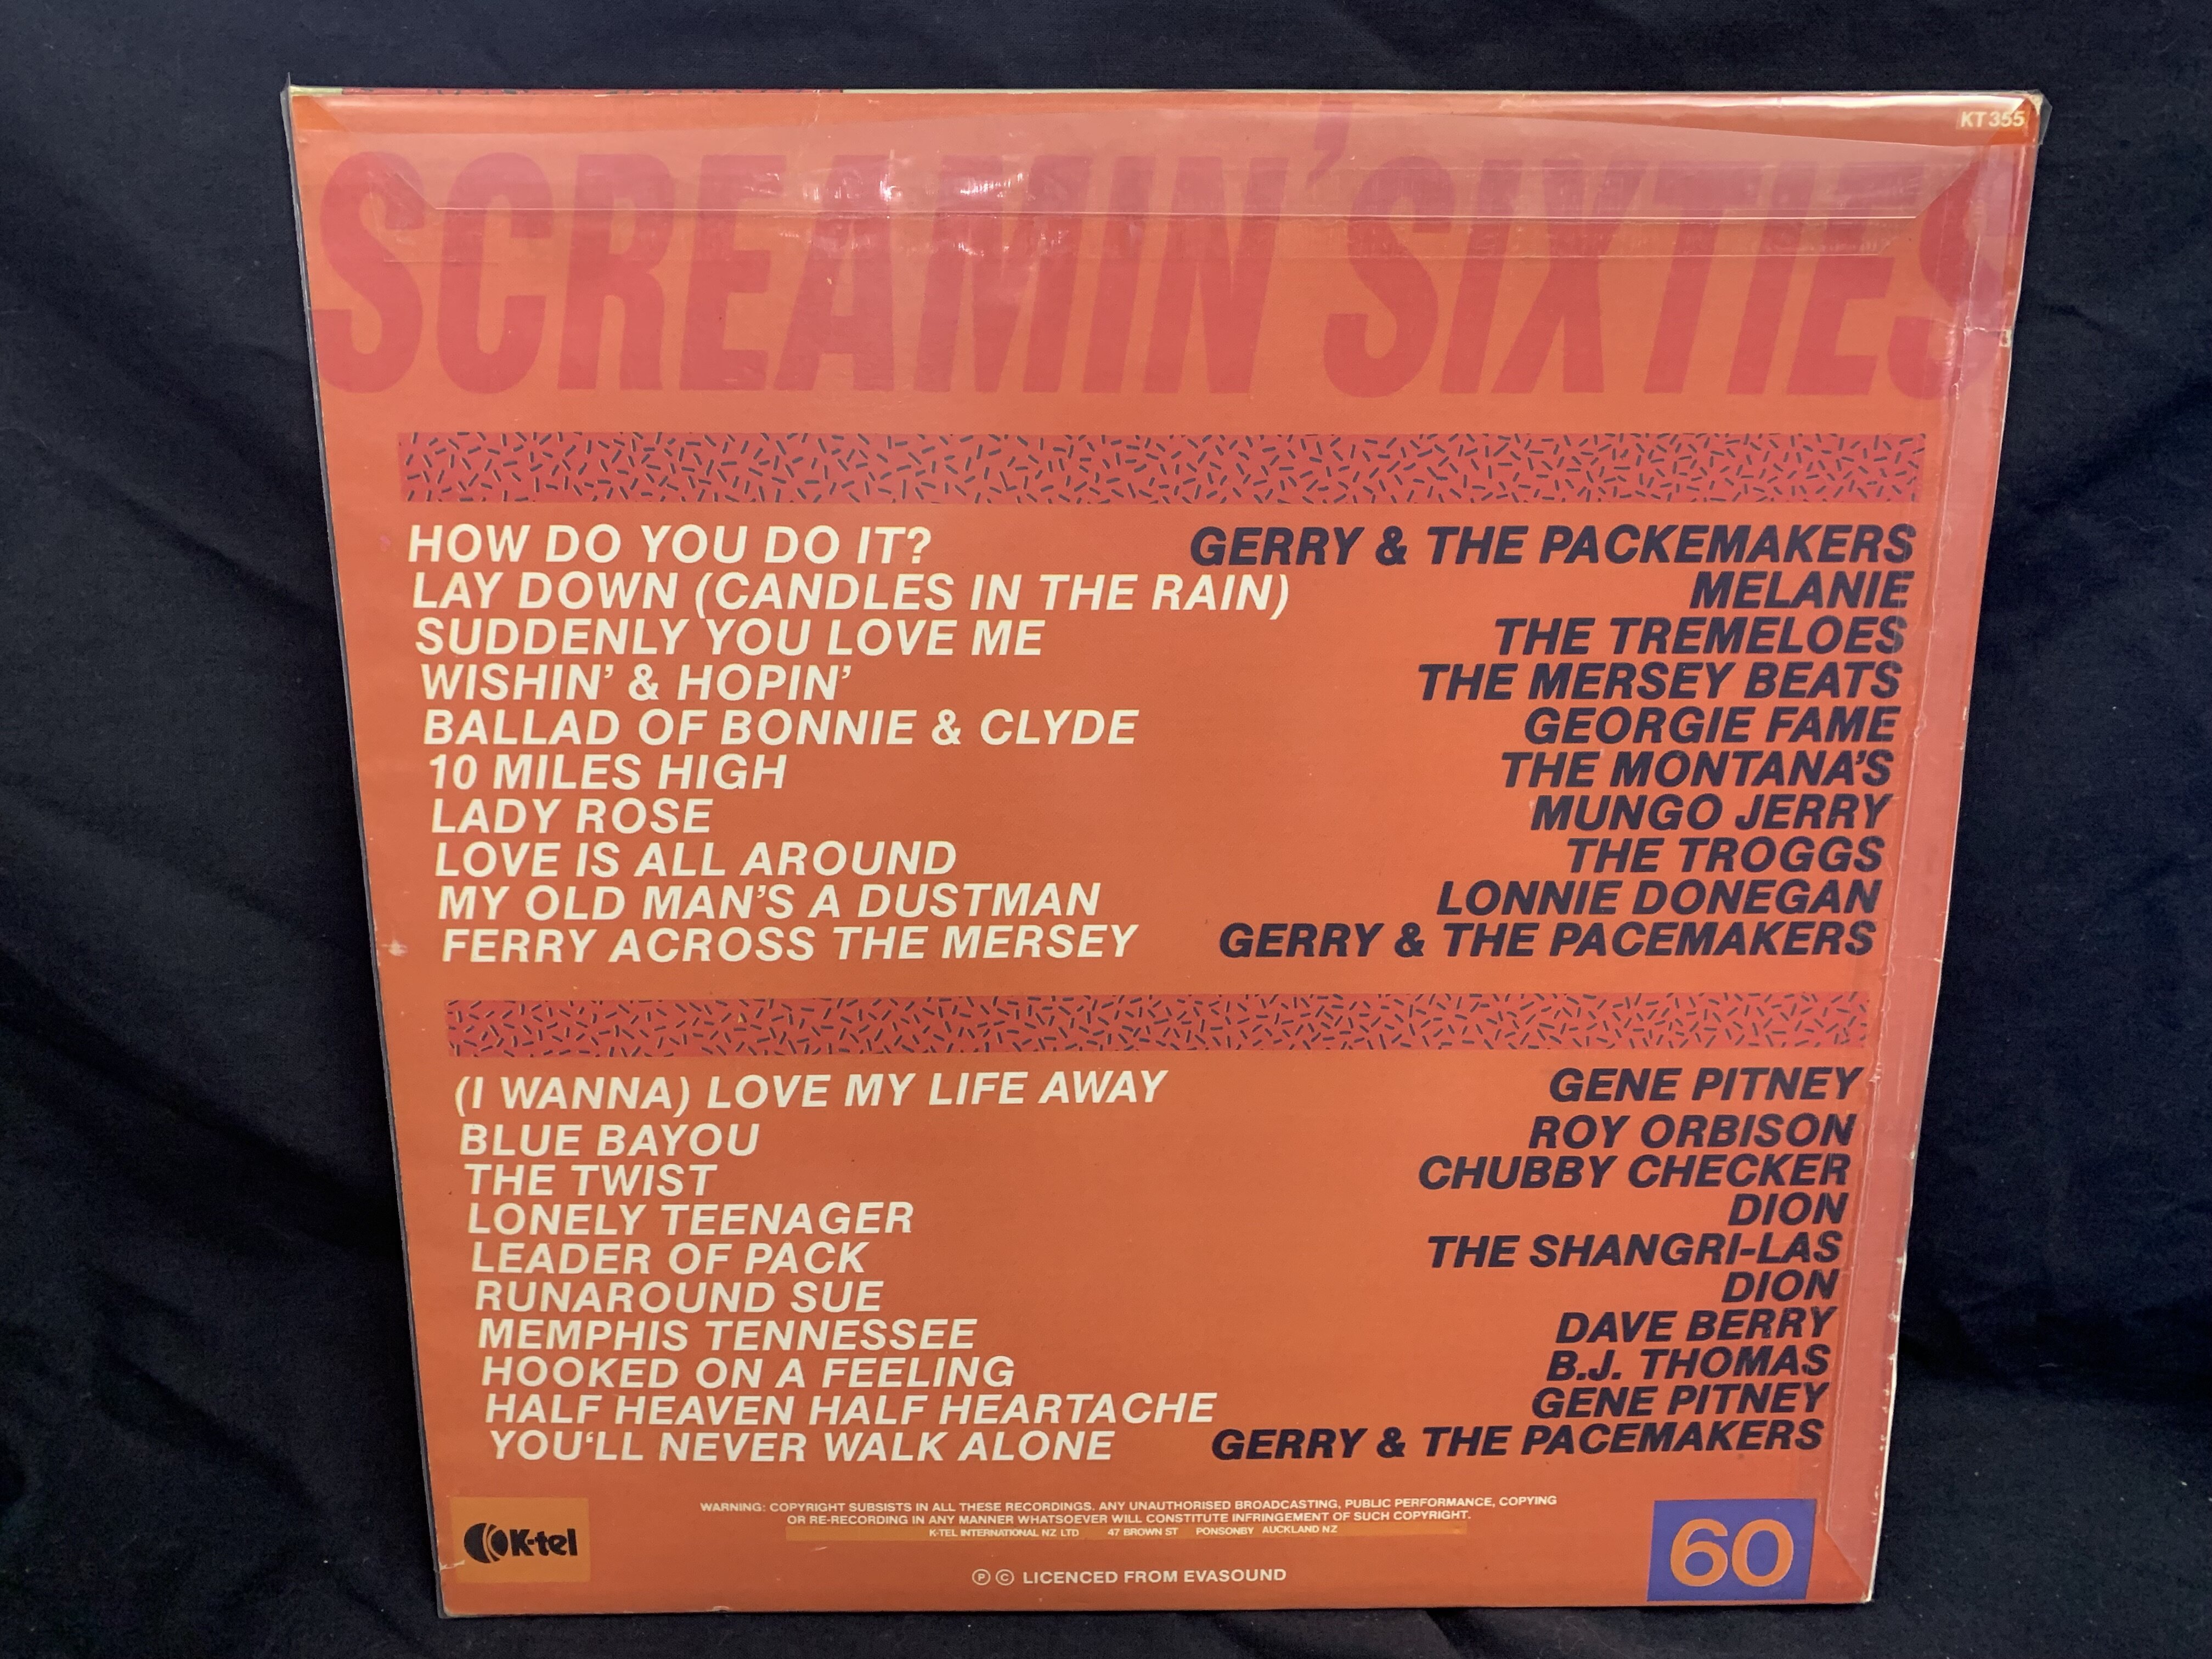 KT 355
SCREAMIN' SIXTIES
HOW DO YOU DO IT? GERRY & THE PACKEMAKERS
LAY DOWN (CANDLES IN THE RAIN) MELANIE
SUDDENLY YOU LOVE ME THE TREMELOES
WISHIN' & HOPIN' THE MERSEY BEATS
BALLAD OF BONNIE & CLYDE GEORGIE FAME
10 MILES HIGH THE MONTANA'S
LADY ROSE MUNGO JERRY
LOVE IS ALL AROUND THE TROGGS
MY OLD MAN'S A DUSTMAN LONNIE DONEGAN
FERRY ACROSS THE MERSEY GERRY & THE PACEMAKERS
(I WANNA) LOVE MY LIFE AWAY GENE PITNEY
BLUE BAYOU ROY ORBISON
THE TWIST CHUBBY CHECKER
LONELY TEENAGER DION
LEADER OF PACK THE SHANGRI-LAS
RUNAROUND SUE DION
MEMPHIS TENNESSEE DAVE BERRY
HOOKED ON A FEELING B.J. THOMAS
HALF HEAVEN HALF HEARTACHE GENE PITNEY
YOU'LL NEVER WALK ALONE GERRY & THE PACEMAKERS
WARNING: COPYRIGHT SUBSISTS IN ALL THESE RECORDINGS. ANY UNAUTHORISED BROADCASTING, PUBLIC PERFORMANCE, COPYING
OR RE-RECORDING IN ANY MANNER WHATSOEVER WILL CONSTITUTE INFRINGEMENT OF SUCH COPYRIGHT.
K-TEL INTERNATIONAL NZ LTD 47 BROWN ST PONSONBY AUCKLAND NZ
K-tel
60
Ⓟ © LICENCED FROM EVASOUND